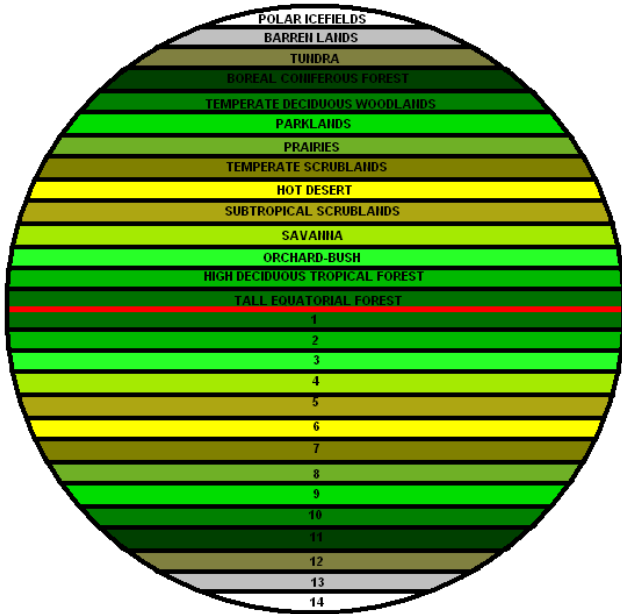 POLAR ICEFIELDS
BARREN LANDS
TUNDRA
BOREAL CONIFEROUS FOREST
TEMPERATE DECIDUOUS WOODLANDS
PARKLANDS
PRAIRIES
TEMPERATE SCRUBLANDS
HOT DESERT
SUBTROPICAL SCRUBLANDS
SAVANNA
ORCHARD-BUSH
HIGH DECIDUOUS TROPICAL FOREST
TALL EQUATORIAL FOREST
1
2
3
4
5
6
7
8
9
10
11
12
13
14